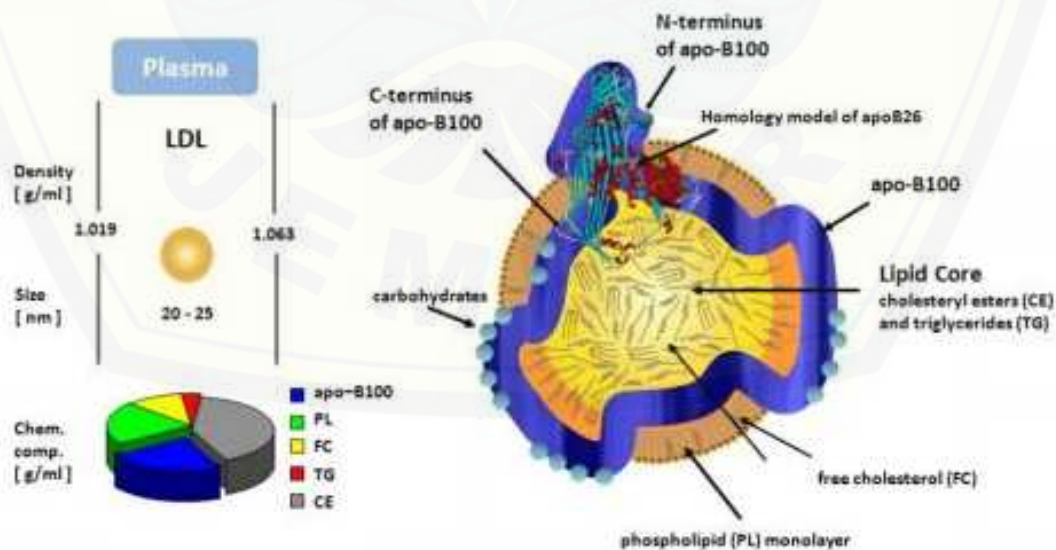 Plasma
LDL
Density
[ g/ml ]
1.019
1.063
Size
[ nm ]
20 - 25
Chem.
comp.
[ g/ml ]
apo-B100
PL
FC
TG
CE
N-terminus
of apo-B100
C-terminus
of apo-B100
Homology model of apoB26
apo-B100
Lipid Core
cholesteryl esters (CE)
and triglycerides (TG)
carbohydrates
free cholesterol (FC)
phospholipid (PL) monolayer